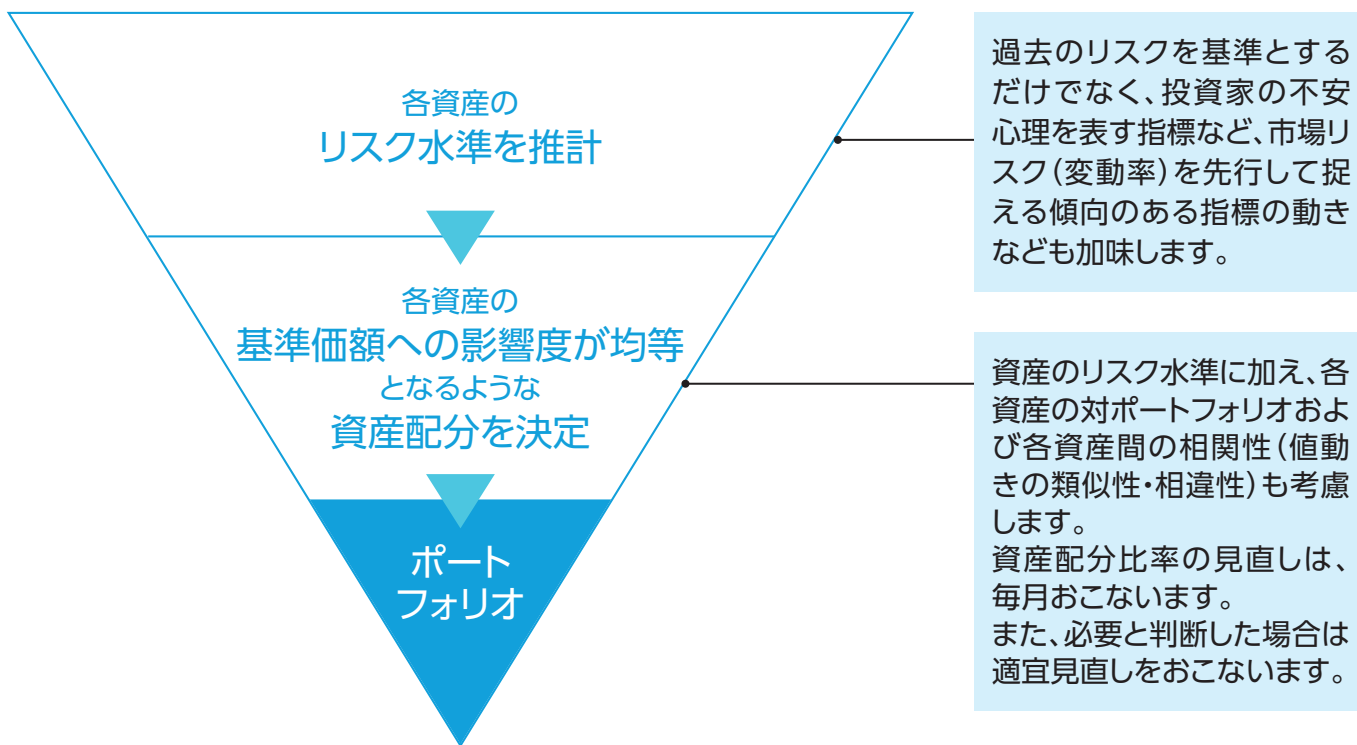 各資産の
リスク水準を推計
各資産の
基準価額への影響度が均等
となるような
資産配分を決定
ポート
フォリオ
過去のリスクを基準とする
だけでなく、投資家の不安
心理を表す指標など、市場リ
スク(変動率)を先行して捉
える傾向のある指標の動き
なども加味します。
資産のリスク水準に加え、各
資産の対ポートフォリオおよ
び各資産間の相関性(値動
きの類似性・相違性)も考慮
します。
資産配分比率の見直しは、
毎月おこないます。
また、必要と判断した場合は
適宜見直しをおこないます。